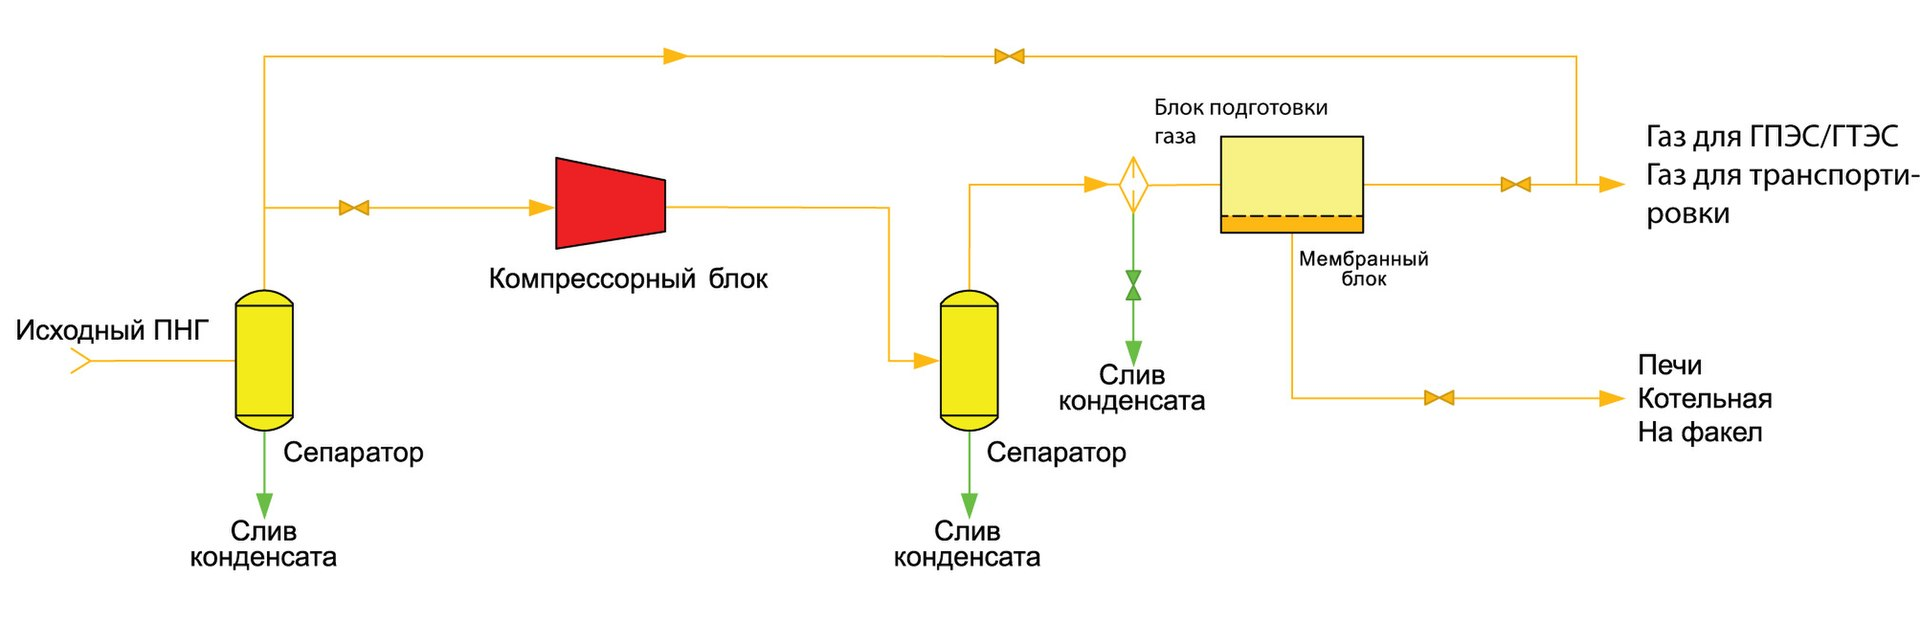 Блок подготовки
газа
Газ для ГПЭС/ГТЭС
Газ для транспорти-
ровки
Компрессорный блок
Мембранный
блок
Исходный ПНГ
Слив
конденсата
Печи
Котельная
На факел
Сепаратор
Сепаратор
Слив
конденсата
Слив
конденсата